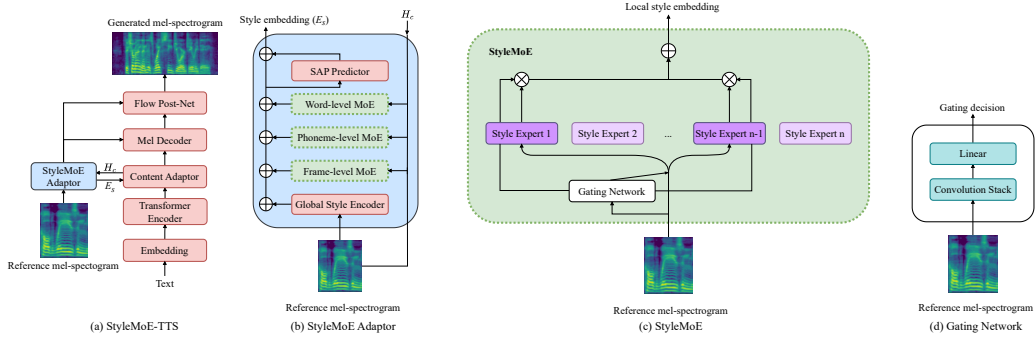 Generated mel-spectrogram
Flow Post-Net
Mel Decoder
StyleMoE
Adaptor
H_c
E_s
Content Adaptor
Transformer
Encoder
Reference mel-spectogram
Embedding
Text
(a) StyleMoE-TTS
Style embedding (E_s)
H_c
SAP Predictor
Word-level MoE
Phoneme-level MoE
Frame-level MoE
Global Style Encoder
Reference mel-spectrogram
(b) StyleMoE Adaptor
Local style embedding
StyleMoE
Style Expert 1
Style Expert 2
...
Style Expert n-1
Style Expert n
Gating Network
Reference mel-spectrogram
(c) StyleMoE
Gating decision
Linear
Convolution Stack
Reference mel-spectrogram
(d) Gating Network